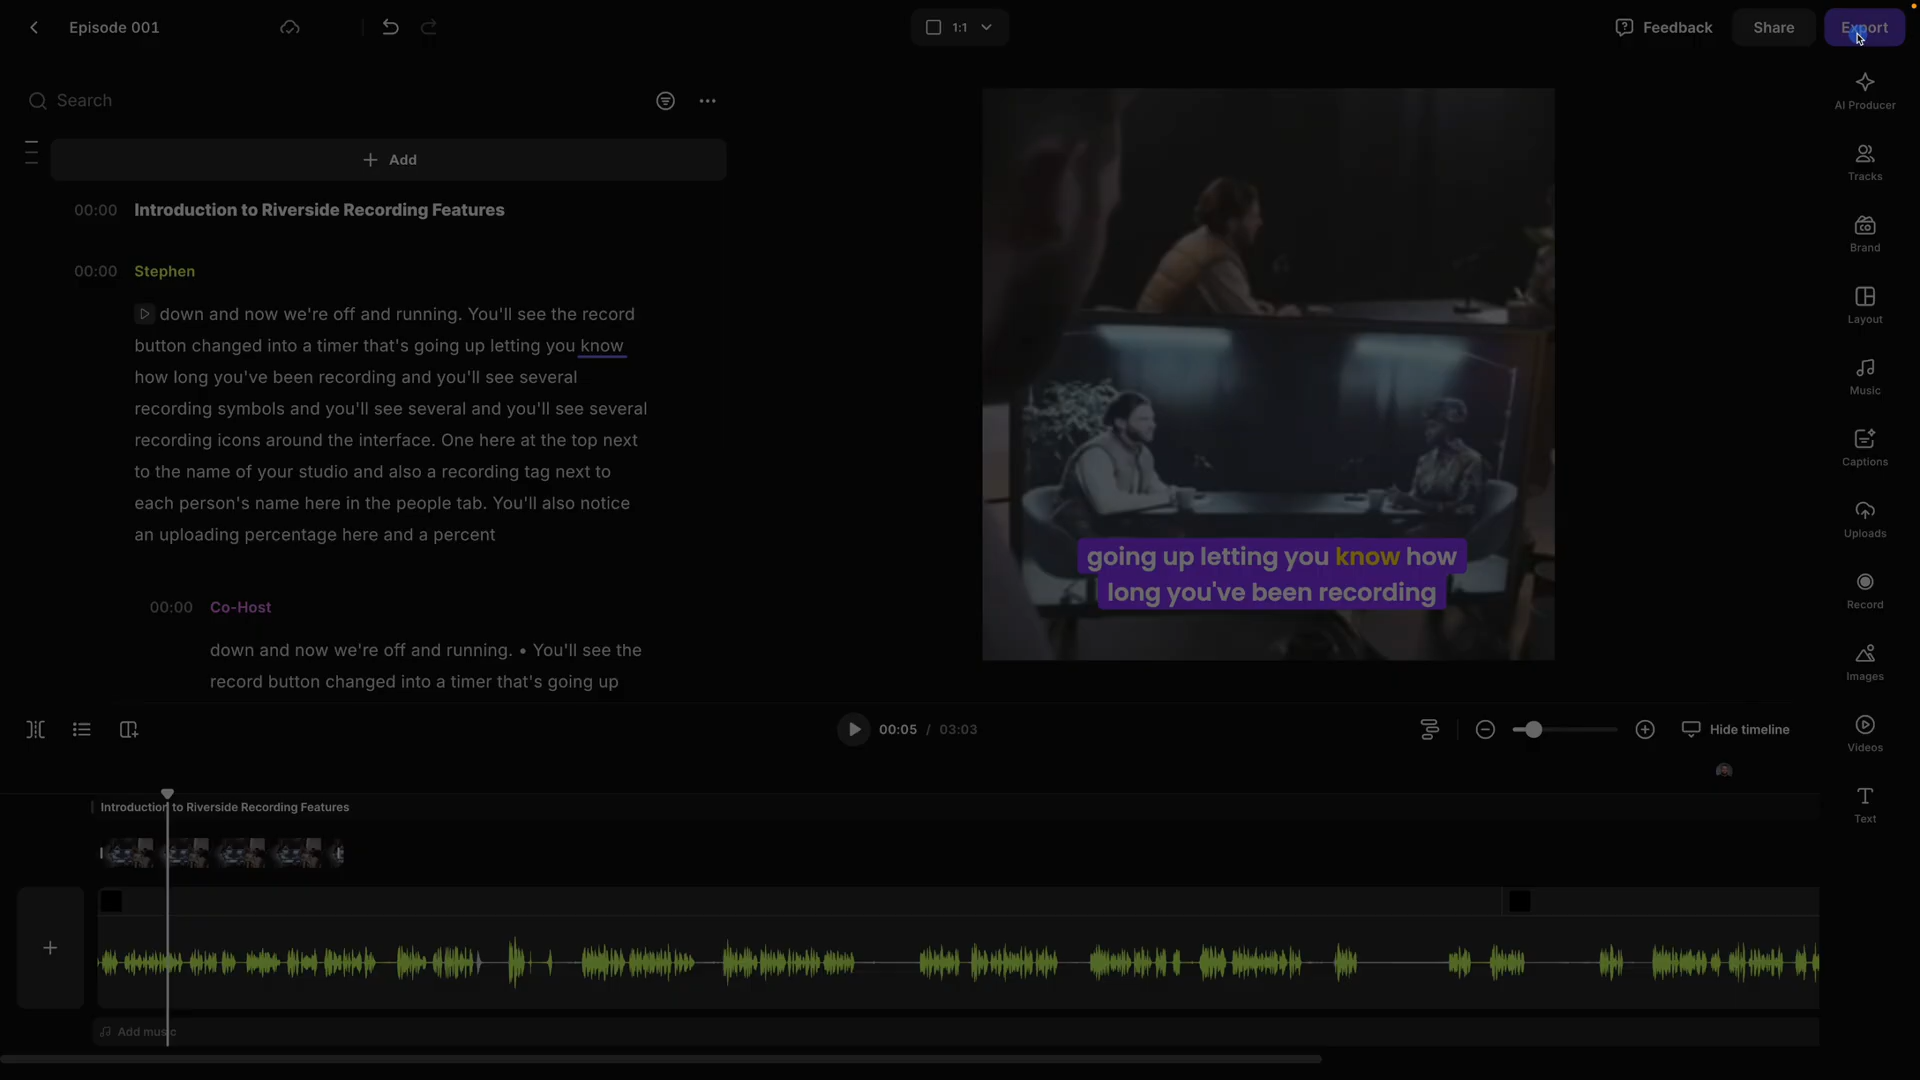 Episode 001
1:1
Feedback
Share
Export
Search
Add
00:00 Introduction to Riverside Recording Features
00:00 Stephen
down and now we're off and running. You'll see the record
button changed into a timer that's going up letting you know
how long you've been recording and you'll see several
recording symbols and you'll see several and you'll see several
recording icons around the interface. One here at the top next
to the name of your studio and also a recording tag next to
each person's name here in the people tab. You'll also notice
an uploading percentage here and a percent
00:00 Co-Host
down and now we're off and running. • You'll see the
record button changed into a timer that's going up
going up letting you know how
long you've been recording
AI Producer
Tracks
Brand
Layout
Music
Captions
Uploads
Record
Images
Videos
Text
00:05 / 03:03
Hide timeline
Introduction to Riverside Recording Features
Add music